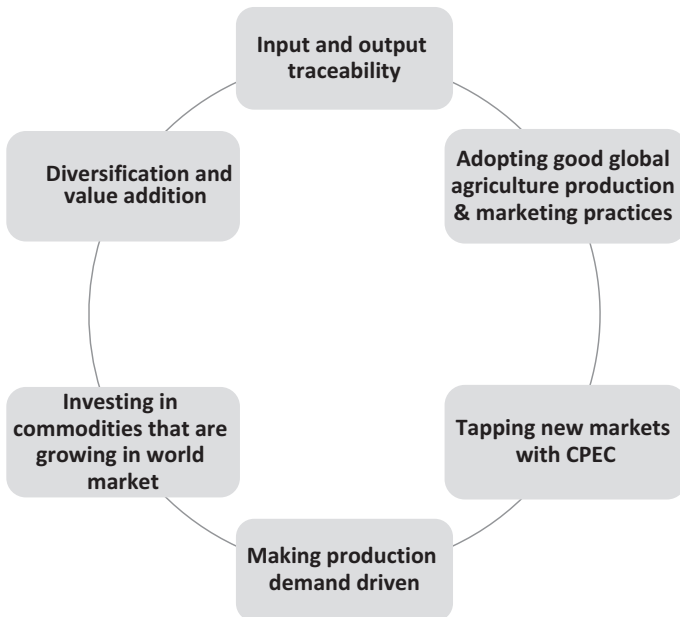 Input and output
traceability
Adopting good global
agriculture production
& marketing practices
Tapping new markets
with CPEC
Making production
demand driven
Investing in
commodities that are
growing in world
market
Diversification and
value addition